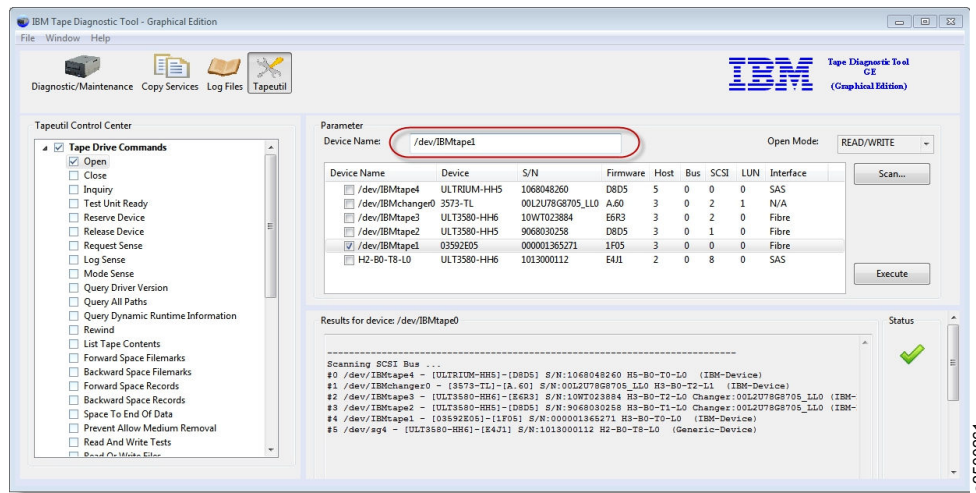 IBM Tape Diagnostic Tool - Graphical Edition
File Window Help
Diagnostic/Maintenance Copy Services Log Files Tapeutil
IBM
Tape Diagnostic Tool
GE
(Graphical Edition)
Tapeutil Control Center
Tape Drive Commands
Open
Close
Inquiry
Test Unit Ready
Reserve Device
Release Device
Request Sense
Log Sense
Mode Sense
Query Driver Version
Query All Paths
Query Dynamic Runtime Information
Rewind
List Tape Contents
Forward Space Filemarks
Backward Space Filemarks
Forward Space Records
Backward Space Records
Space To End Of Data
Prevent Allow Medium Removal
Read And Write Tests
Read Or Write Files
Parameter
Device Name: /dev/IBMtape1 Open Mode: READ/WRITE
Device Name Device S/N Firmware Host Bus SCSI LUN Interface
/dev/IBMtape4 ULTRIUM-HH5 1068048260 D8D5 5 0 0 0 SAS
/dev/IBMchanger0 3573-TL 00L2U78G8705_LL0 A.60 3 0 2 1 N/A
/dev/IBMtape3 ULT3580-HH6 10WT023884 E6R3 3 0 2 0 Fibre
/dev/IBMtape2 ULT3580-HH5 9068030258 D8D5 3 0 1 0 Fibre
/dev/IBMtape1 03592E05 000001365271 1F05 3 0 0 0 Fibre
H2-B0-T8-L0 ULT3580-HH6 1013000112 E4J1 2 0 8 0 SAS
Scan...
Execute
Results for device: /dev/IBMtape0
Status
Scanning SCSI Bus ...
#0 /dev/IBMtape4 - [ULTRIUM-HH5]-[D8D5] S/N:1068048260 H5-B0-T0-L0 (IBM-Device)
#1 /dev/IBMchanger0 - [3573-TL]-[A.60] S/N:00L2U78G8705_LL0 H3-B0-T2-L1 (IBM-Device)
#2 /dev/IBMtape3 - [ULT3580-HH6]-[E6R3] S/N:10WT023884 H3-B0-T2-L0 Changer:00L2U78G8705_LL0 (IBM-
#3 /dev/IBMtape2 - [ULT3580-HH5]-[D8D5] S/N:9068030258 H3-B0-T1-L0 Changer:00L2U78G8705_LL0 (IBM-
#4 /dev/IBMtape1 - [03592E05]-[1F05] S/N:000001365271 H3-B0-T0-L0 (IBM-Device)
#5 /dev/sg4 - [ULT3580-HH6]-[E4J1] S/N:1013000112 H2-B0-T8-L0 (Generic-Device)